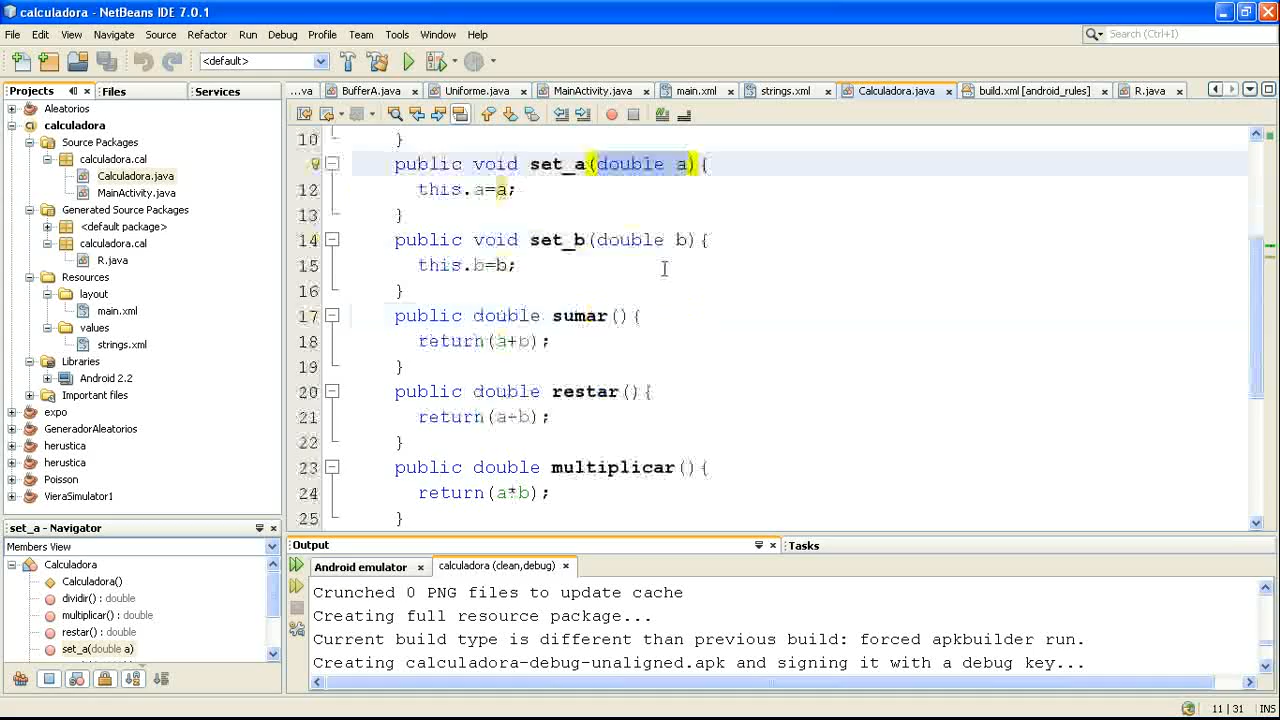 calculadora - NetBeans IDE 7.0.1
File Edit View Navigate Source Refactor Run Debug Profile Team Tools Window Help
Search (Ctrl+I)
<default>
Projects Files Services
Aleatorios
calculadora
Source Packages
calculadora.cal
Calculadora.java
MainActivity.java
Generated Source Packages
<default package>
calculadora.cal
R.java
Resources
layout
main.xml
values
strings.xml
Libraries
Android 2.2
Important files
expo
GeneradorAleatorios
herustica
herustica
Poisson
VieraSimulator1
set_a - Navigator
Members View
Calculadora
Calculadora()
dividir() : double
multiplicar() : double
restar() : double
set_a(double a)
...va BufferA.java Uniforme.java MainActivity.java main.xml strings.xml Calculadora.java build.xml [android_rules] R.java
10 }
public void set_a(double a){
12 this.a=a;
13 }
14 public void set_b(double b){
15 this.b=b;
16 }
17 public double sumar(){
18 return(a+b);
19 }
20 public double restar(){
21 return(a-b);
22 }
23 public double multiplicar(){
24 return(a*b);
25 }
Output Tasks
Android emulator calculadora (clean,debug)
Crunched 0 PNG files to update cache
Creating full resource package...
Current build type is different than previous build: forced apkbuilder run.
Creating calculadora-debug-unaligned.apk and signing it with a debug key...
11 | 31 INS